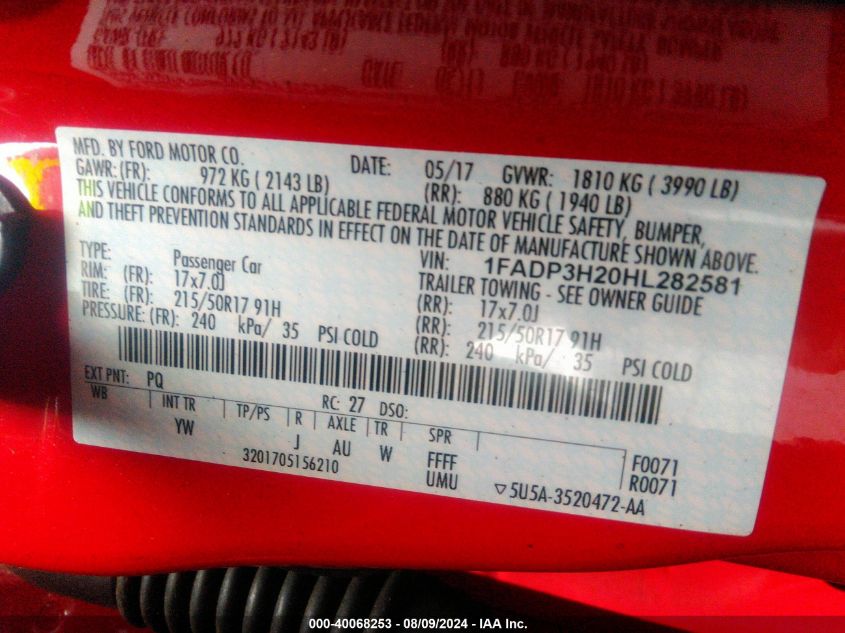 MFD. BY FORD MOTOR CO. DATE: 05/17 GVWR: 1810 KG ( 3990 LB)
GAWR: (FR): 972 KG ( 2143 LB) (RR): 880 KG ( 1940 LB)
THIS VEHICLE CONFORMS TO ALL APPLICABLE FEDERAL MOTOR VEHICLE SAFETY, BUMPER,
AND THEFT PREVENTION STANDARDS IN EFFECT ON THE DATE OF MANUFACTURE SHOWN ABOVE.
VIN: 1FADP3H20HL282581
TYPE: Passenger Car TRAILER TOWING - SEE OWNER GUIDE
RIM: (FR): 17x7.0J (RR): 17x7.0J
TIRE: (FR): 215/50R17 91H (RR): 215/50R17 91H
PRESSURE: (FR): 240 kPa/ 35 PSI COLD (RR): 240 kPa/ 35 PSI COLD
EXT PNT: PQ RC: 27 DSO:
WB INT TR TP/PS R AXLE TR SPR F0071
YW J AU W FFFF R0071
3201705156210 UMU ▽5U5A-3520472-AA
000-40068253 - 08/09/2024 - IAA Inc.